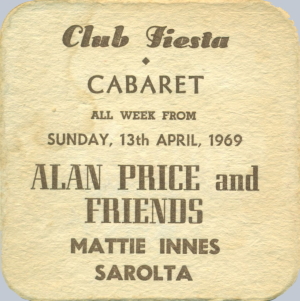 Club Fiesta
CABARET
ALL WEEK FROM
SUNDAY, 13th APRIL, 1969
ALAN PRICE and
FRIENDS
MATTIE INNES
SAROLTA